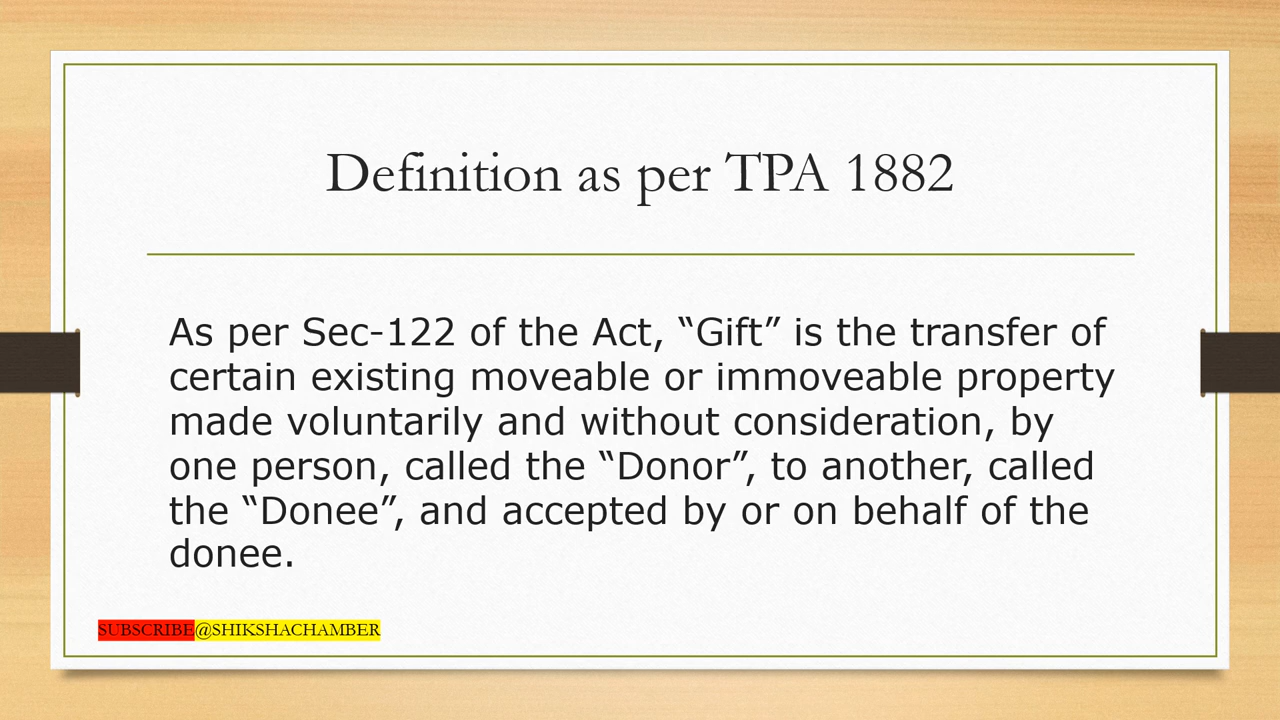 Definition as per TPA 1882
As per Sec-122 of the Act, “Gift” is the transfer of
certain existing moveable or immoveable property
made voluntarily and without consideration, by
one person, called the “Donor”, to another, called
the “Donee”, and accepted by or on behalf of the
donee.
SUBSCRIBE@SHIKSHACHAMBER